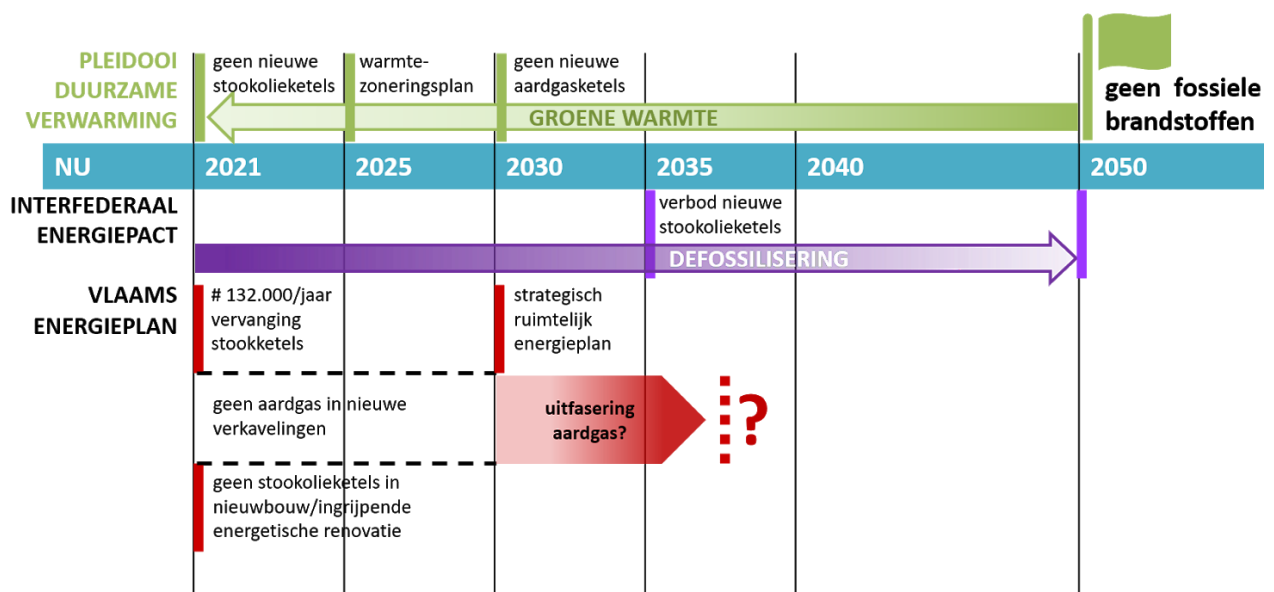 PLEIDOOI
DUURZAME
VERWARMING
geen nieuwe
stookolieketels
warmte-
zoneringsplan
geen nieuwe
aardgasketels
geen fossiele
brandstoffen
GROENE WARMTE
NU 2021 2025 2030 2035 2040 2050
INTERFEDERAAL
ENERGIEPACT
verbod nieuwe
stookolieketels
DEFOSSILISERING
VLAAMS
ENERGIEPLAN
# 132.000/jaar
vervanging
stookketels
strategisch
ruimtelijk
energieplan
geen aardgas in nieuwe
verkavelingen
uitfasering
aardgas?
?
geen stookolieketels in
nieuwbouw/ingrijpende
energetische renovatie